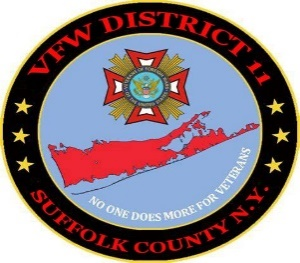 VFW DISTRICT 11
NO ONE DOES MORE FOR VETERANS
SUFFOLK COUNTY N.Y.